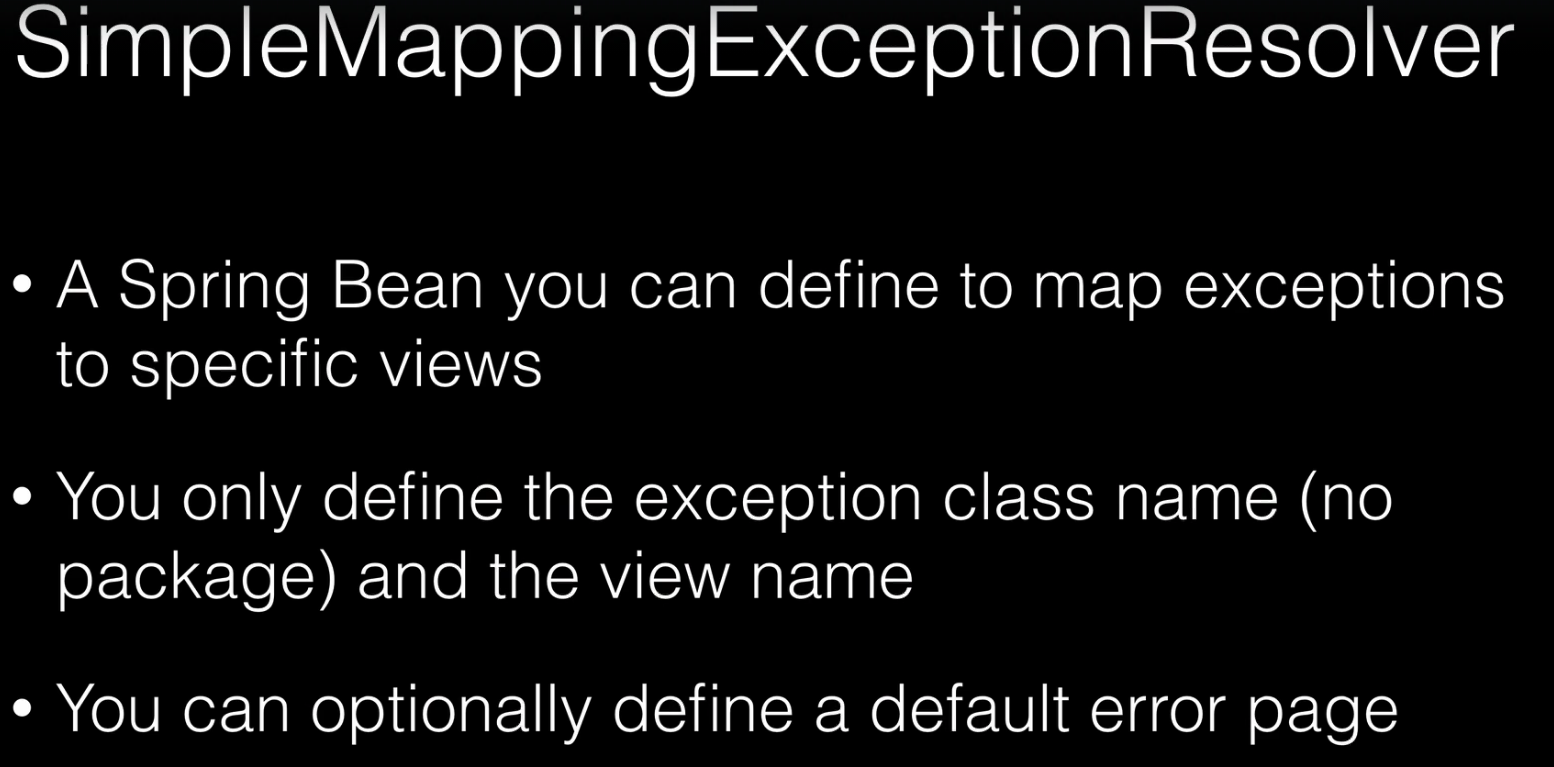 SimpleMappingExceptionResolver
• A Spring Bean you can define to map exceptions
to specific views
• You only define the exception class name (no
package) and the view name
• You can optionally define a default error page